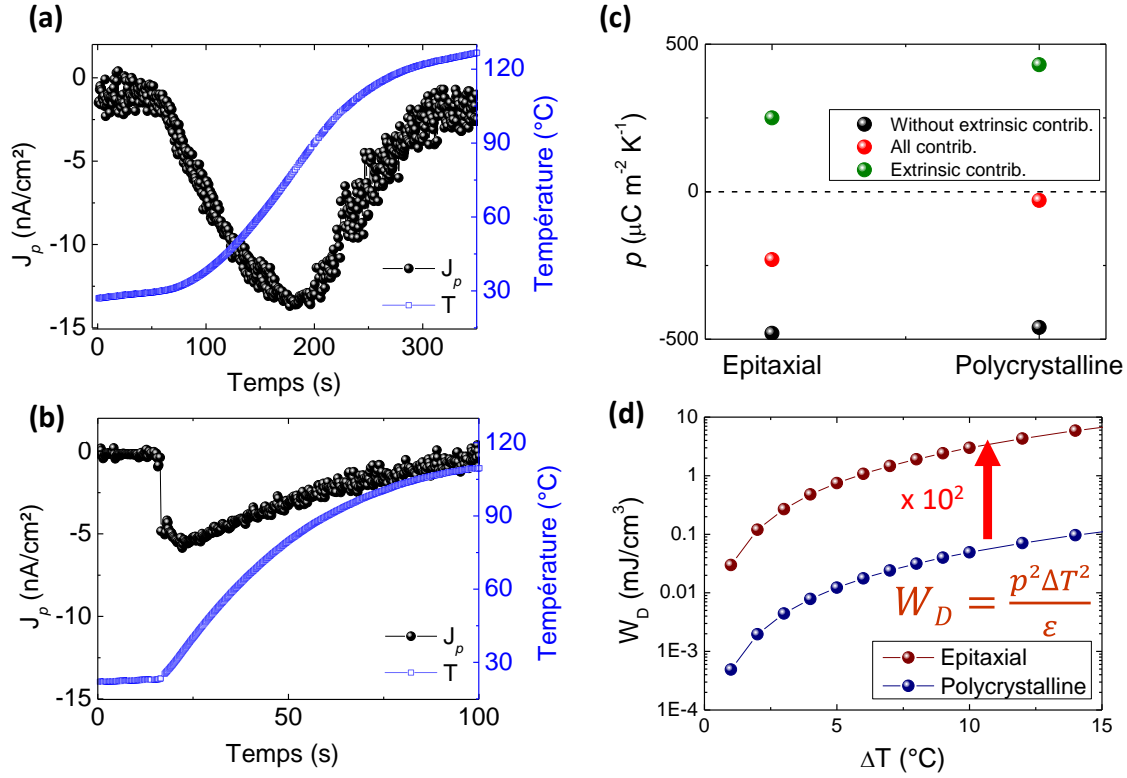 (a)
0
-5
-10
-15
J_p (nA/cm²)
120
90
60
30
Température (°C)
J_p
T
0
100
200
300
Temps (s)
(b)
0
-5
-10
-15
J_p (nA/cm²)
120
90
60
30
Température (°C)
J_p
T
0
50
100
Temps (s)
(c)
500
0
-500
p (μC m⁻² K⁻¹)
Without extrinsic contrib.
All contrib.
Extrinsic contrib.
Epitaxial
Polycrystalline
(d)
10
1
0.1
0.01
1E-3
1E-4
W_D (mJ/cm³)
x 10²
W_D = p²ΔT²/ε
Epitaxial
Polycrystalline
0
5
10
15
ΔT (°C)